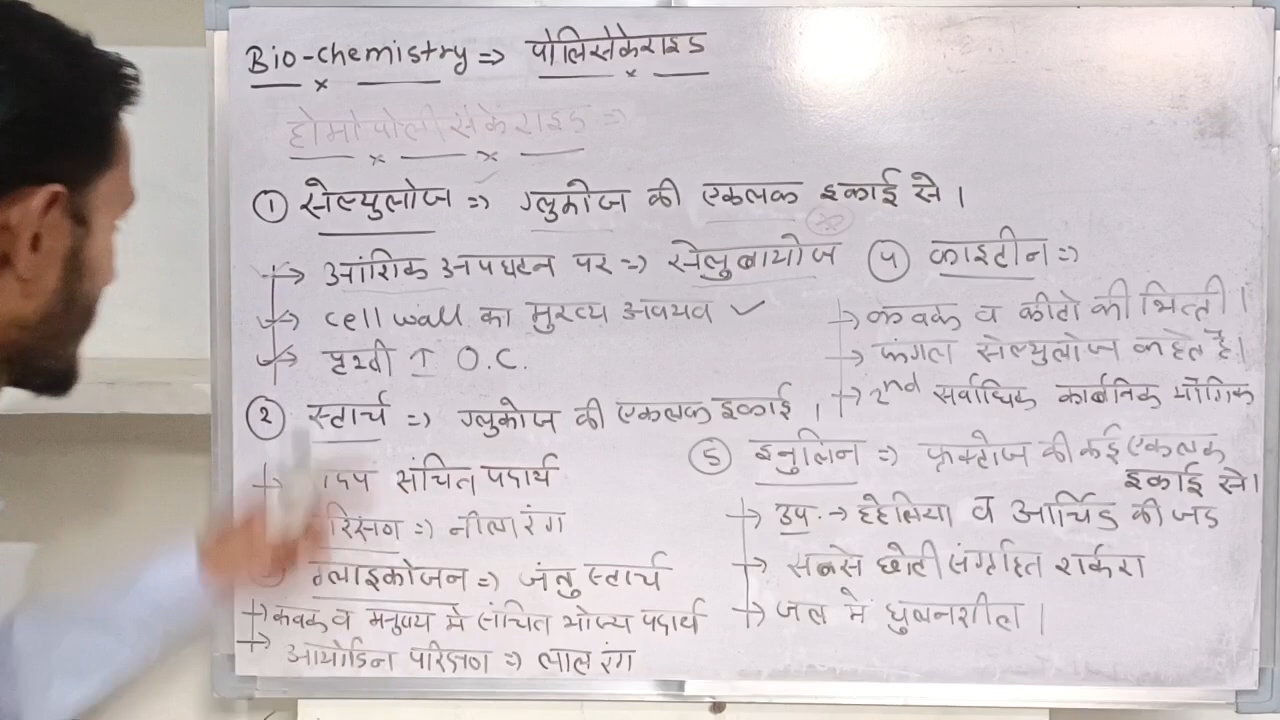 Bio-chemistry => पोलिसेकेराइड
होमोपोलीसेकेराइड =>
① सेल्युलोज => ग्लुकोज की एकलक इकाई से ।
→ आंशिक अपघटन पर => सेलुबायोज
→ cell wall का मुख्य अवयव ✓
→ पृथ्वी ↑ O.C.
② स्टार्च => ग्लुकोज की एकलक इकाई ।
→ संचित पदार्थ
=> नीला रंग
ग्लाइकोजन => जंतु स्टार्च
→ कवक व मनुष्य में संचित भोज्य पदार्थ
→ आयोडिन परिक्षण => लाल रंग
④ काइटीन =>
→ कवक व कीटो की भित्ती ।
→ फंगल सेल्युलोज कहते है।
→ 2nd सर्वाधिक कार्बनिक यौगिक
⑤ इनुलिन => फ्रक्टोज की कई एकलक
इकाई से।
→ उप. → डेहेलिया व आर्चिड की जड
→ सबसे छोटी संग्रहित शर्करा
→ जल मे घुलनशील ।